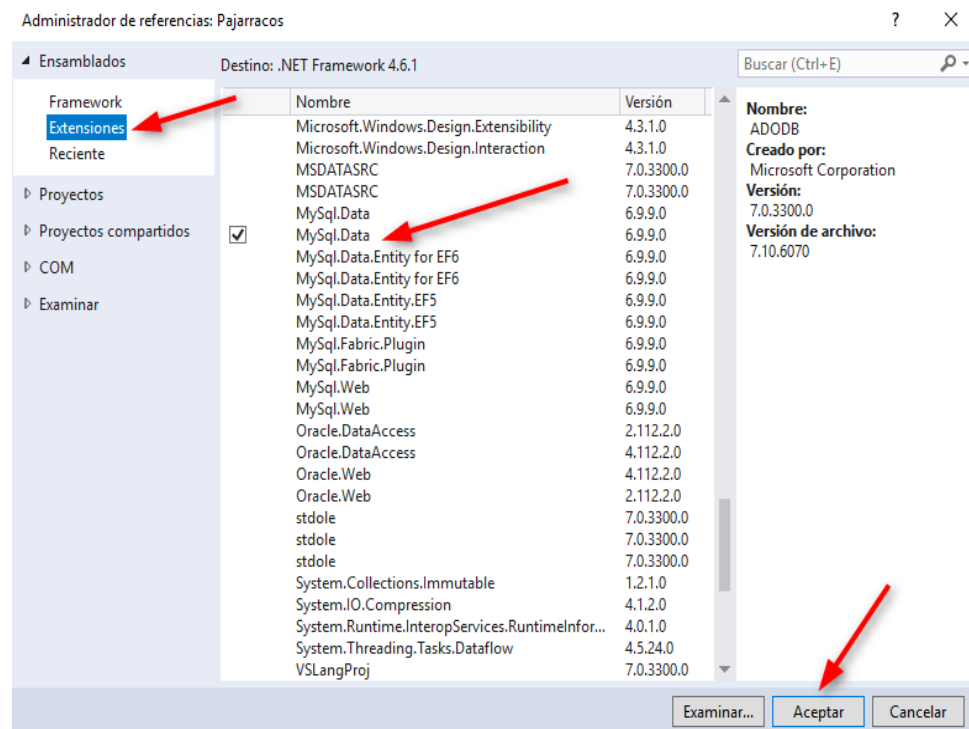 Administrador de referencias: Pajarracos
?
Ensamblados
Framework
Extensiones
Reciente
Proyectos
Proyectos compartidos
COM
Examinar
Destino: .NET Framework 4.6.1
Nombre Versión
Microsoft.Windows.Design.Extensibility 4.3.1.0
Microsoft.Windows.Design.Interaction 4.3.1.0
MSDATASRC 7.0.3300.0
MSDATASRC 7.0.3300.0
MySql.Data 6.9.9.0
MySql.Data 6.9.9.0
MySql.Data.Entity for EF6 6.9.9.0
MySql.Data.Entity for EF6 6.9.9.0
MySql.Data.Entity.EF5 6.9.9.0
MySql.Data.Entity.EF5 6.9.9.0
MySql.Fabric.Plugin 6.9.9.0
MySql.Fabric.Plugin 6.9.9.0
MySql.Web 6.9.9.0
MySql.Web 6.9.9.0
Oracle.DataAccess 2.112.2.0
Oracle.DataAccess 4.112.2.0
Oracle.Web 4.112.2.0
Oracle.Web 2.112.2.0
stdole 7.0.3300.0
stdole 7.0.3300.0
stdole 7.0.3300.0
System.Collections.Immutable 1.2.1.0
System.IO.Compression 4.1.2.0
System.Runtime.InteropServices.RuntimeInfor... 4.0.1.0
System.Threading.Tasks.Dataflow 4.5.24.0
VSLangProj 7.0.3300.0
Buscar (Ctrl+E)
Nombre:
ADODB
Creado por:
Microsoft Corporation
Versión:
7.0.3300.0
Versión de archivo:
7.10.6070
Examinar... Aceptar Cancelar